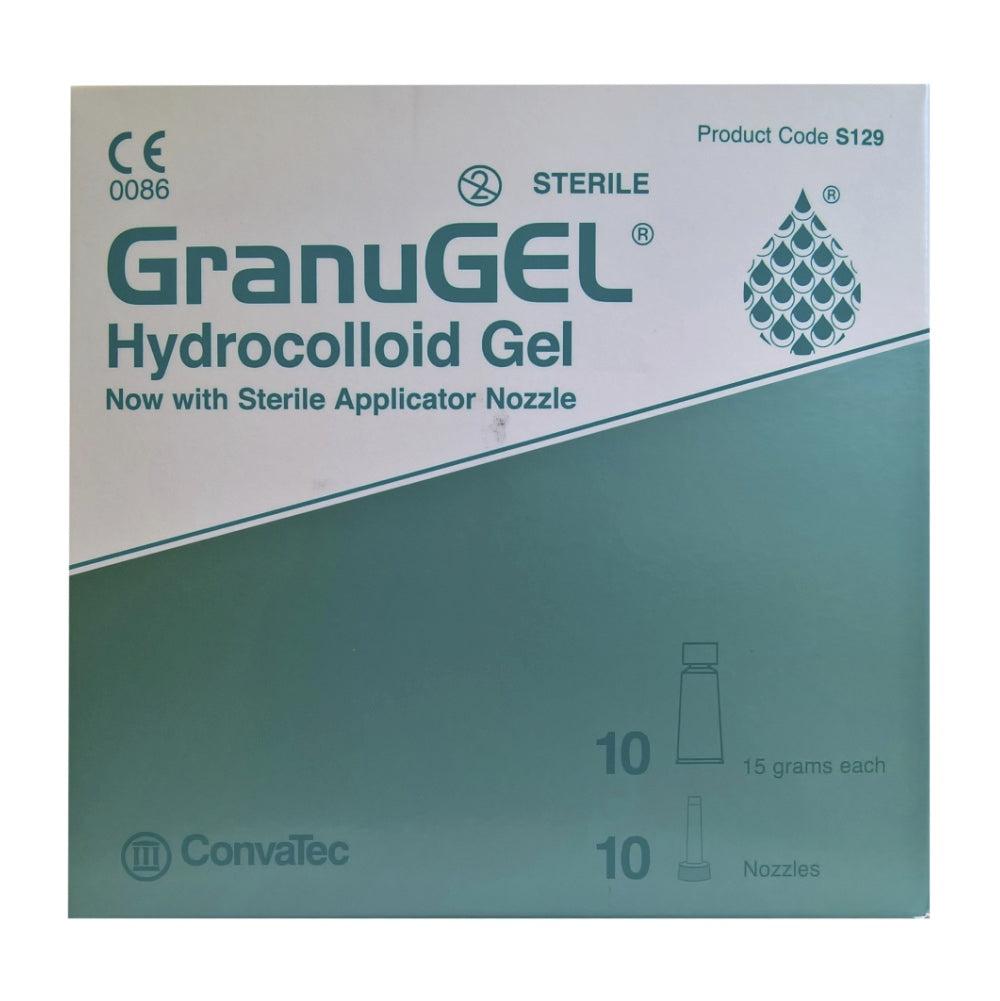 CE
0086
Product Code S129
2 STERILE
GranuGEL®
®
Hydrocolloid Gel
Now with Sterile Applicator Nozzle
10 15 grams each
10 Nozzles
ConvaTec